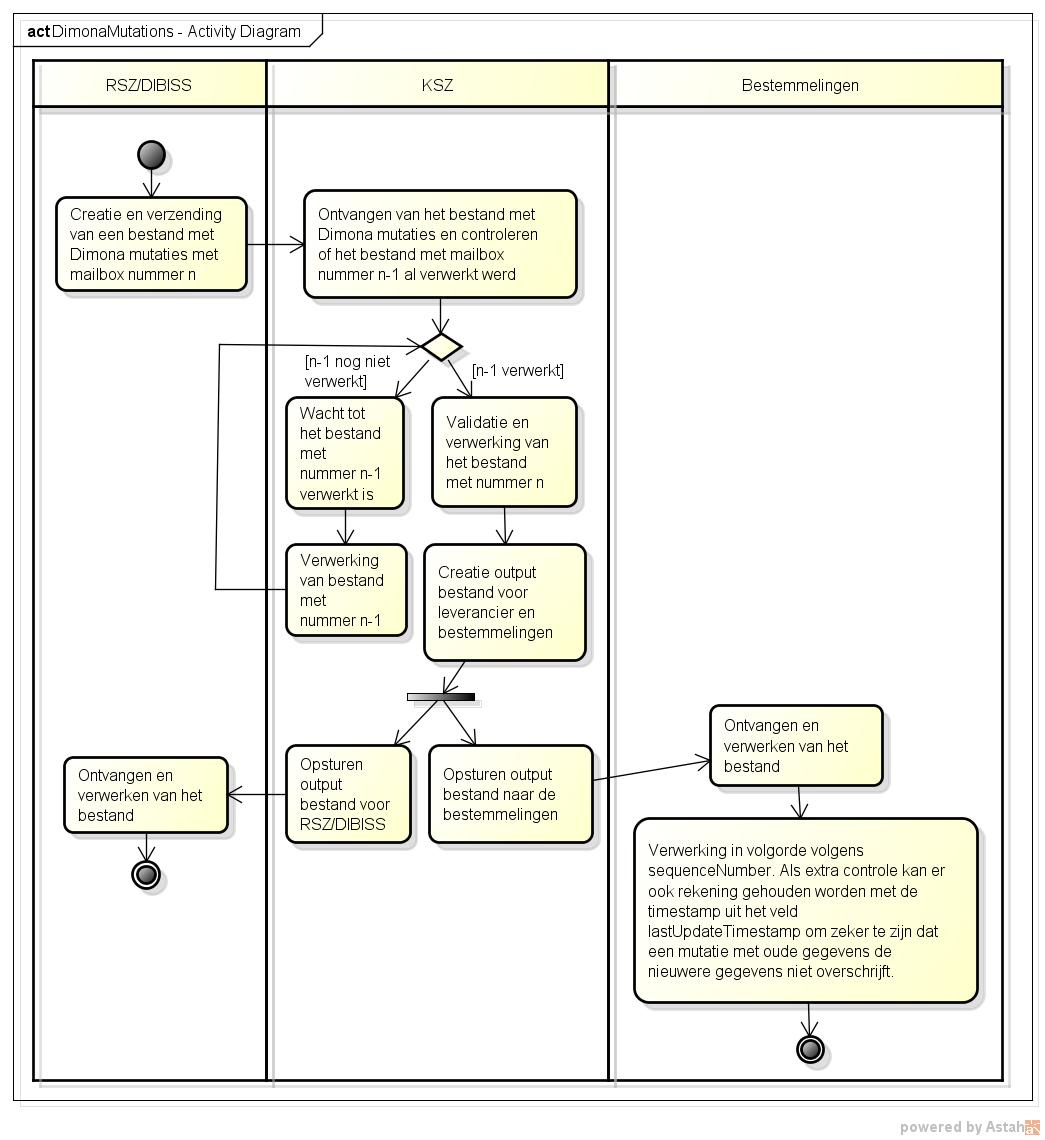 act DimonaMutations - Activity Diagram
RSZ/DIBISS
KSZ
Bestemmelingen
Creatie en verzending
van een bestand met
Dimona mutaties met
mailbox nummer n
Ontvangen van het bestand met
Dimona mutaties en controleren
of het bestand met mailbox
nummer n-1 al verwerkt werd
[n-1 nog niet
verwerkt]
[n-1 verwerkt]
Wacht tot
het bestand
met
nummer n-1
verwerkt is
Validatie en
verwerking van
het bestand
met nummer n
Verwerking
van bestand
met
nummer n-1
Creatie output
bestand voor
leverancier en
bestemmelingen
Ontvangen en
verwerken van het
bestand
Opsturen
output
bestand voor
RSZ/DIBISS
Opsturen output
bestand naar de
bestemmelingen
Ontvangen en
verwerken van het
bestand
Verwerking in volgorde volgens
sequenceNumber. Als extra controle kan er
ook rekening gehouden worden met de
timestamp uit het veld
lastUpdateTimestamp om zeker te zijn dat
een mutatie met oude gegevens de
nieuwere gegevens niet overschrijft.
powered by Astah